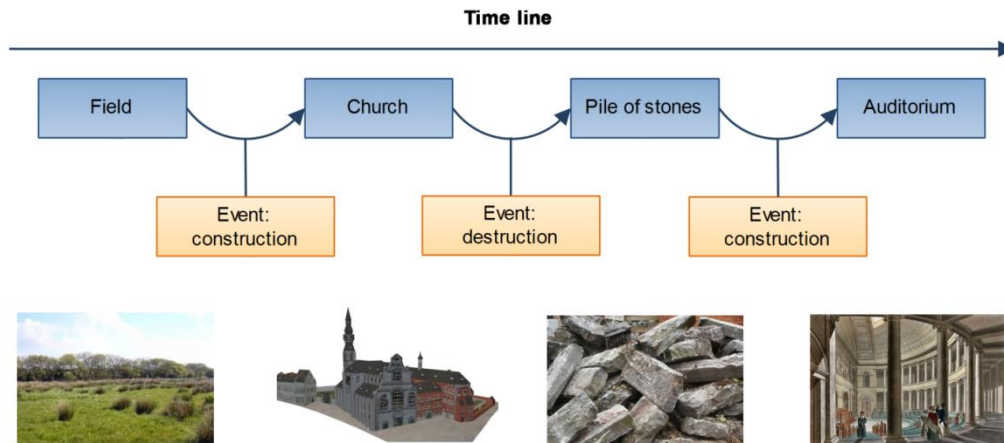 Time line
Field
Church
Pile of stones
Auditorium
Event:
construction
Event:
destruction
Event:
construction